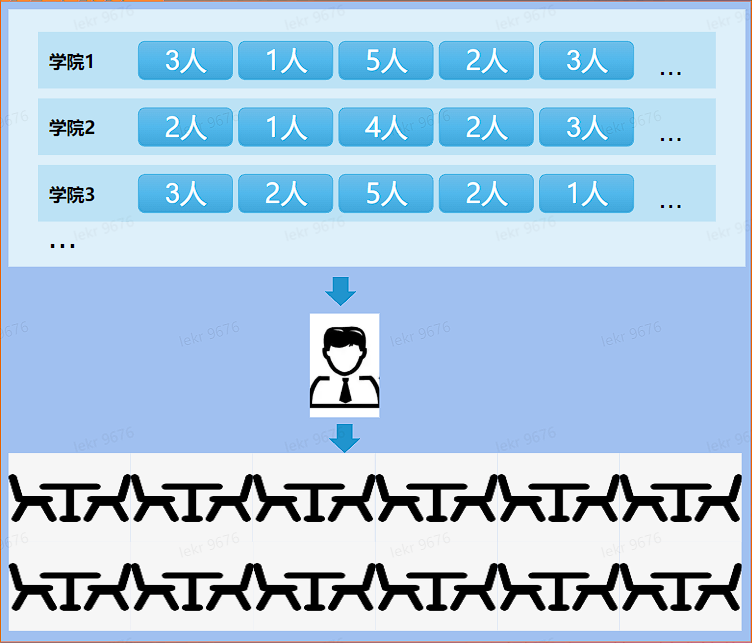 学院1 3人 1人 5人 2人 3人 ...
学院2 2人 1人 4人 2人 3人 ...
学院3 3人 2人 5人 2人 1人 ...
...
lekr 9676